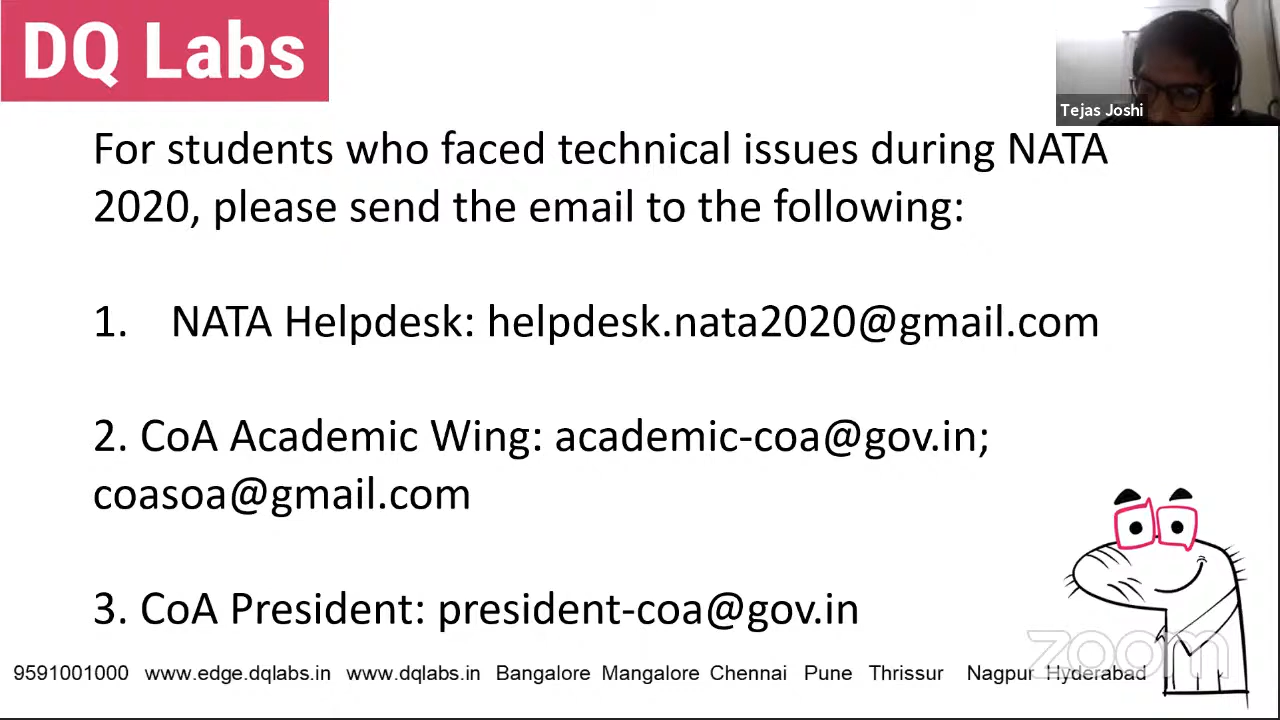 DQ Labs
Tejas Joshi
For students who faced technical issues during NATA
2020, please send the email to the following:
1. NATA Helpdesk: helpdesk.nata2020@gmail.com
2. CoA Academic Wing: academic-coa@gov.in;
coasoa@gmail.com
3. CoA President: president-coa@gov.in
zoom
9591001000 www.edge.dqlabs.in www.dqlabs.in Bangalore Mangalore Chennai Pune Thrissur Nagpur Hyderabad